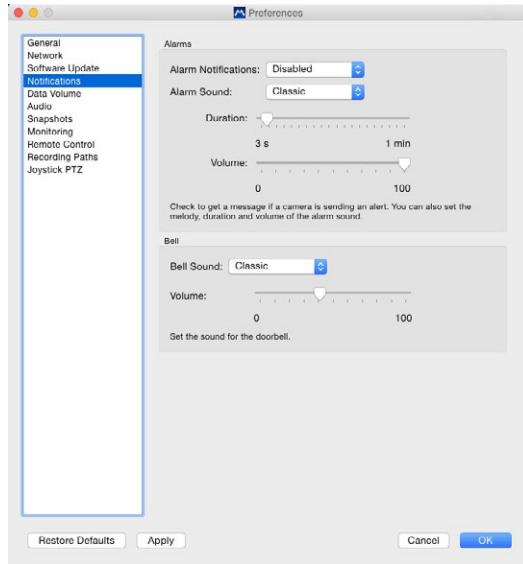 Preferences
General
Network
Software Update
Notifications
Data Volume
Audio
Snapshots
Monitoring
Remote Control
Recording Paths
Joystick PTZ
Alarms
Alarm Notifications: Disabled
Alarm Sound: Classic
Duration:
3 s 1 min
Volume:
0 100
Check to get a message if a camera is sending an alert. You can also set the
melody, duration and volume of the alarm sound.
Bell
Bell Sound: Classic
Volume:
0 100
Set the sound for the doorbell.
Restore Defaults Apply Cancel OK